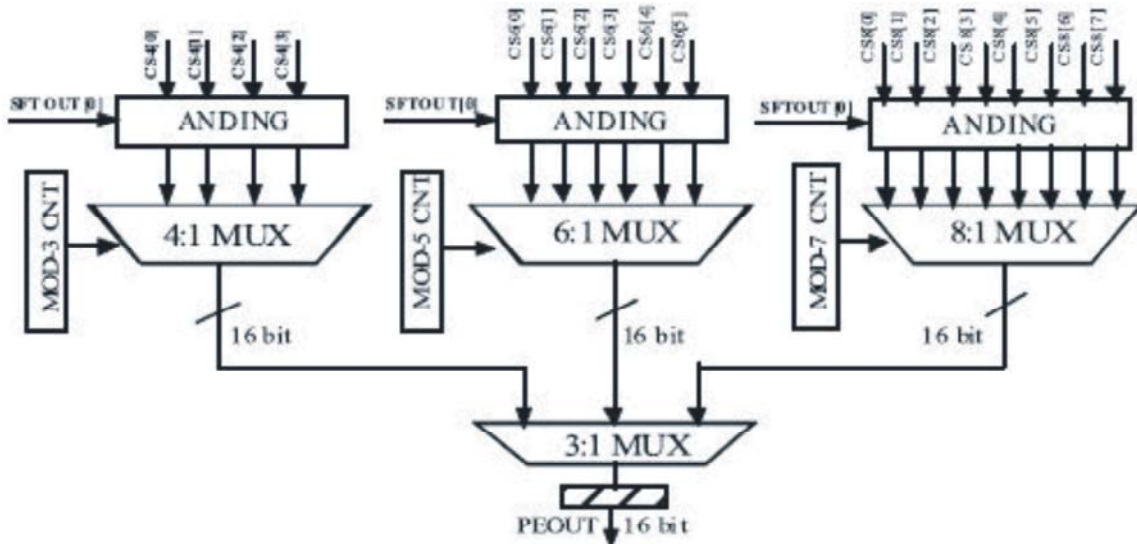 CS4[0] CS4[1] CS4[2] CS4[3]
CS6[0] CS6[1] CS6[2] CS6[3] CS6[4] CS6[5]
CS8[0] CS8[1] CS8[2] CS8[3] CS8[4] CS8[5] CS8[6] CS8[7]
SFTOUT[0] ANDING
SFTOUT[0] ANDING
SFTOUT[0] ANDING
MOD-3 CNT 4:1 MUX
MOD-5 CNT 6:1 MUX
MOD-7 CNT 8:1 MUX
16 bit
16 bit
16 bit
3:1 MUX
PEOUT 16 bit